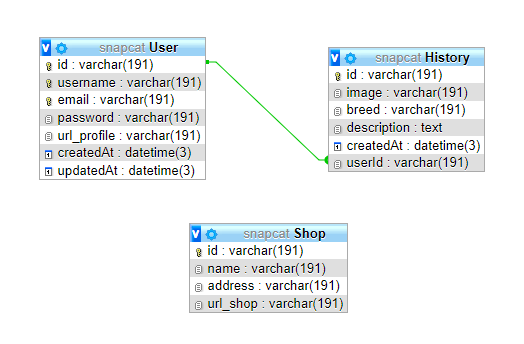 snapcat User
id : varchar(191)
username : varchar(191)
email : varchar(191)
password : varchar(191)
url_profile : varchar(191)
createdAt : datetime(3)
updatedAt : datetime(3)
snapcat History
id : varchar(191)
image : varchar(191)
breed : varchar(191)
description : text
createdAt : datetime(3)
userId : varchar(191)
snapcat Shop
id : varchar(191)
name : varchar(191)
address : varchar(191)
url_shop : varchar(191)